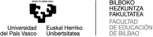 Universidad
del País Vasco
Euskal Herriko
Unibertsitatea
BILBOKO
HEZKUNTZA
FAKULTATEA
FACULTAD
DE EDUCACIÓN
DE BILBAO